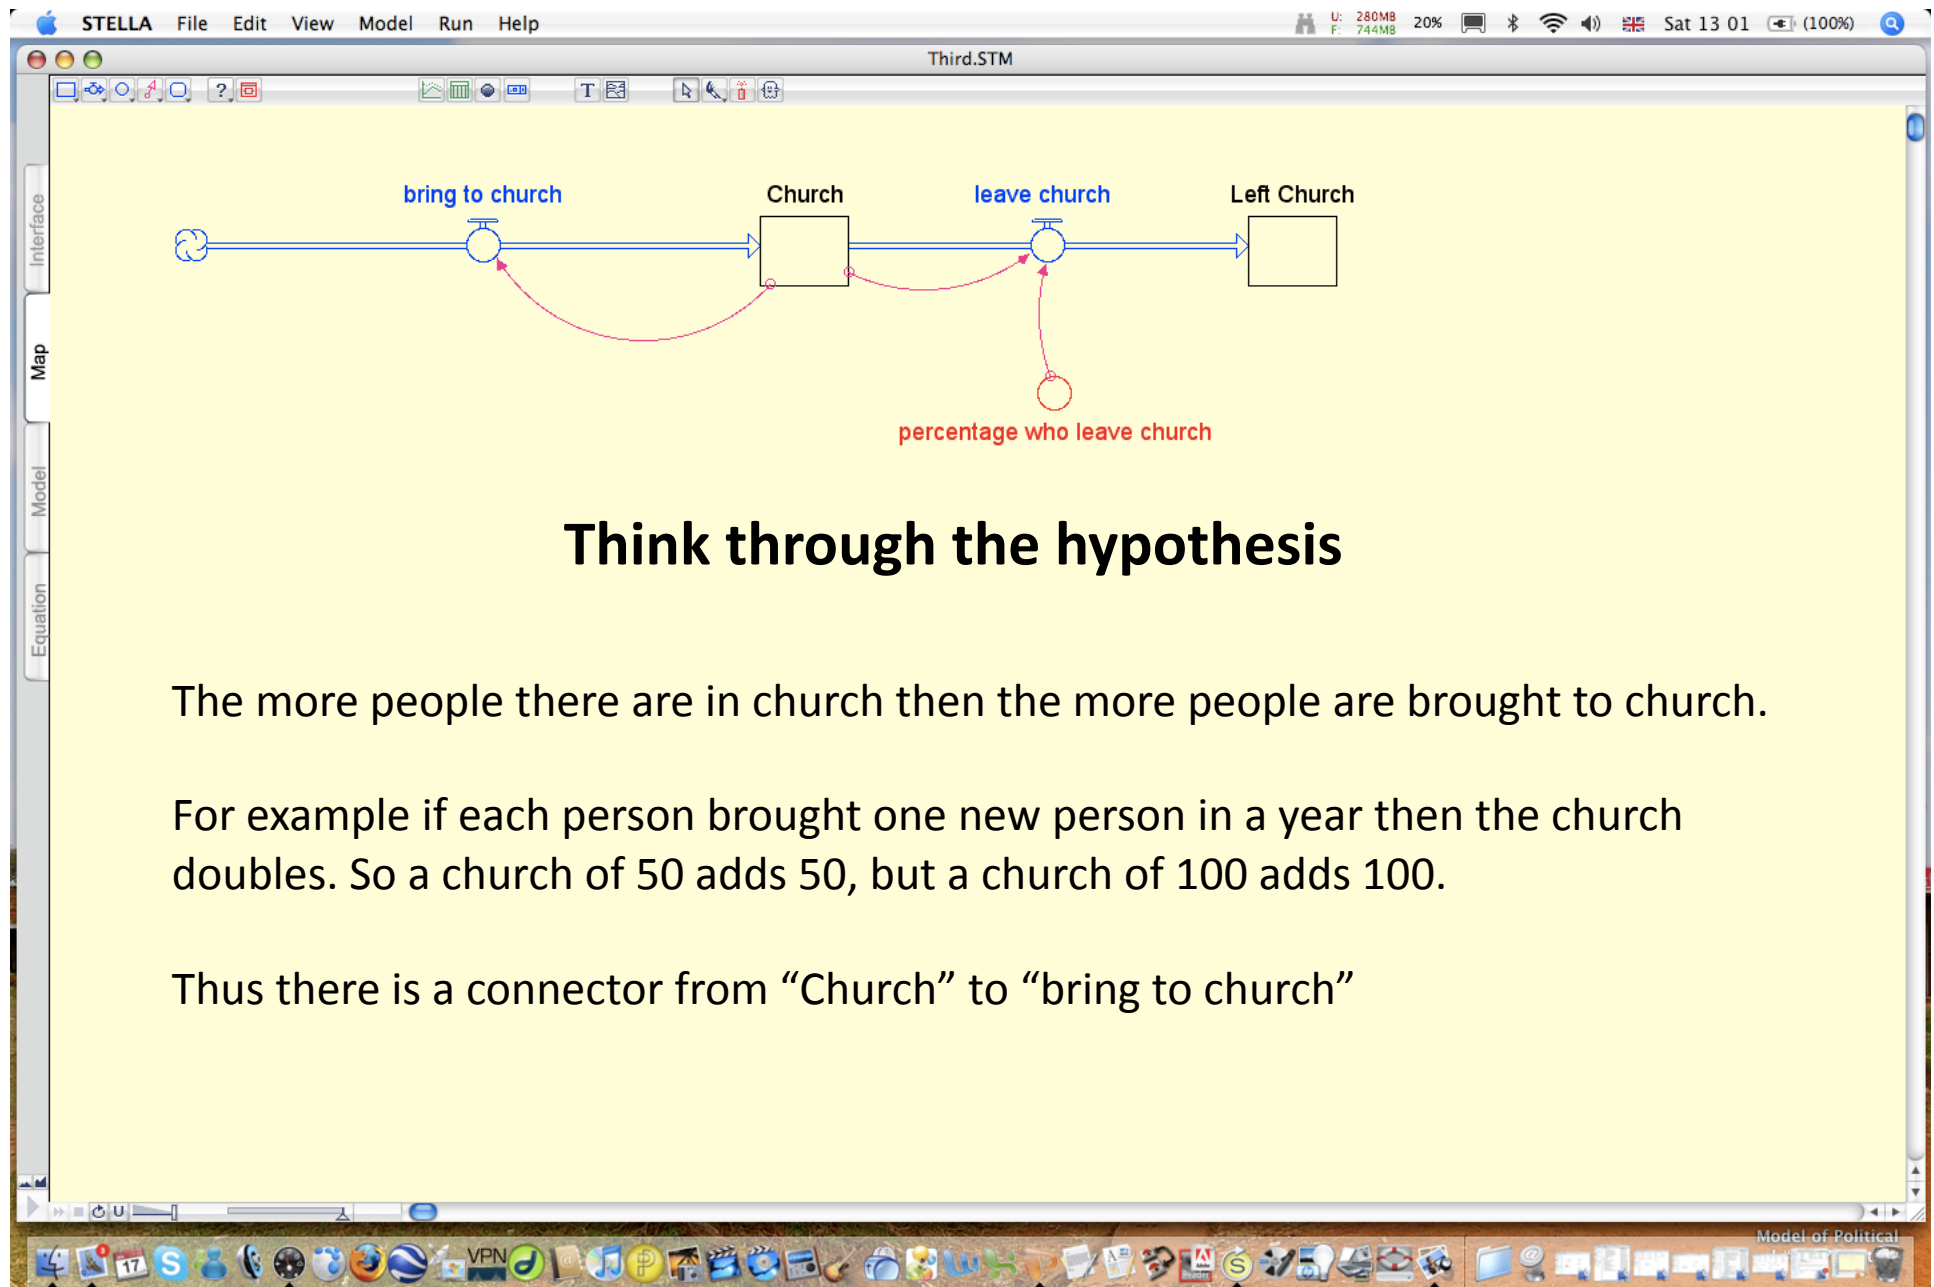 STELLA File Edit View Model Run Help
U: 280MB
F: 744MB
20%
Sat 13 01
(100%)
Third.STM
T
?
Interface
Map
Model
Equation
bring to church
Church
leave church
Left Church
percentage who leave church
Think through the hypothesis
The more people there are in church then the more people are brought to church.
For example if each person brought one new person in a year then the church
doubles. So a church of 50 adds 50, but a church of 100 adds 100.
Thus there is a connector from “Church” to “bring to church”
U
Model of Political
17
VPN